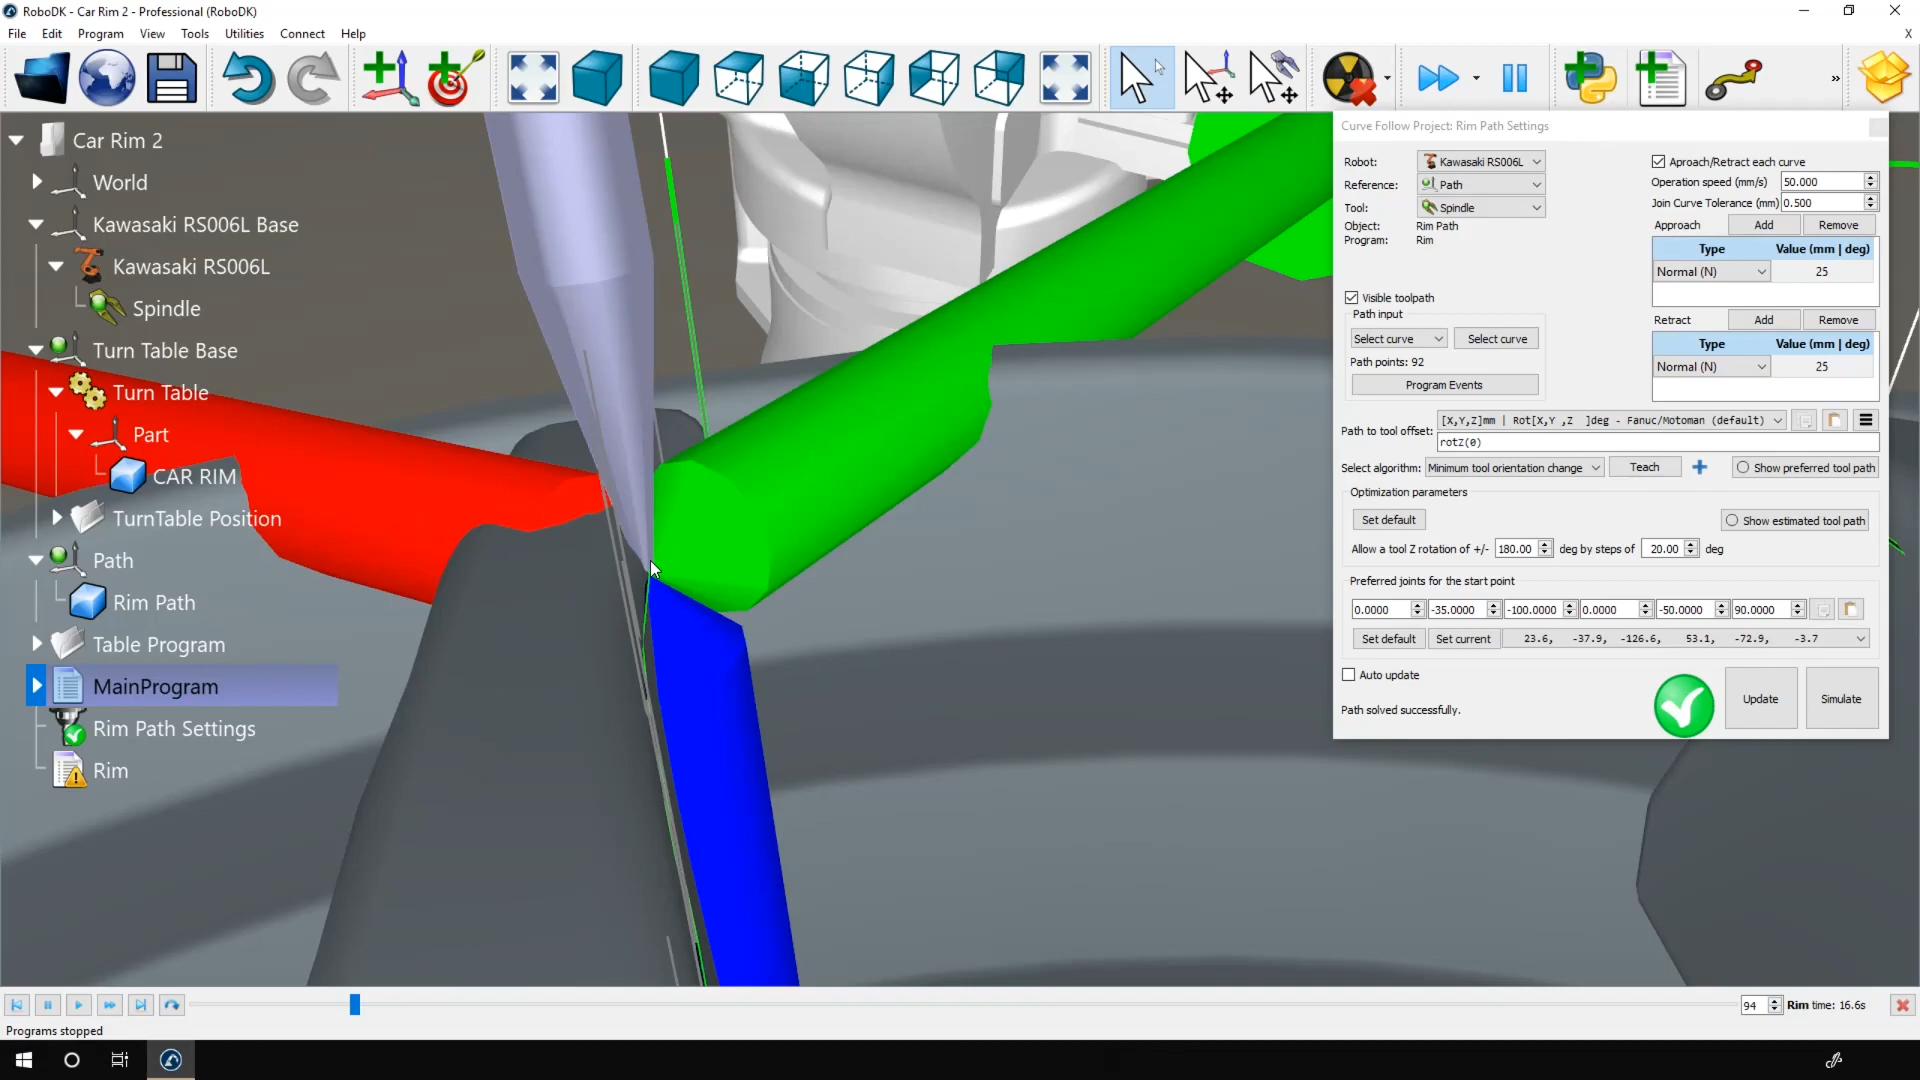 RoboDK - Car Rim 2 - Professional (RoboDK)
File Edit Program View Tools Utilities Connect Help X
»
Car Rim 2
World
Kawasaki RS006L Base
Kawasaki RS006L
Spindle
Turn Table Base
Turn Table
Part
CAR RIM
TurnTable Position
Path
Rim Path
Table Program
MainProgram
Rim Path Settings
Rim
Curve Follow Project: Rim Path Settings
Robot: Kawasaki RS006L
Reference: Path
Tool: Spindle
Object: Rim Path
Program: Rim
Visible toolpath
Path input
Select curve Select curve
Path points: 92
Program Events
Aproach/Retract each curve
Operation speed (mm/s) 50.000
Join Curve Tolerance (mm) 0.500
Approach Add Remove
Type Value (mm | deg)
Normal (N) 25
Retract Add Remove
Type Value (mm | deg)
Normal (N) 25
Path to tool offset: [X,Y,Z]mm | Rot[X,Y ,Z  ]deg - Fanuc/Motoman (default)
rotz(0)
Select algorithm: Minimum tool orientation change Teach Show preferred tool path
Optimization parameters
Set default Show estimated tool path
Allow a tool Z rotation of +/- 180.00 deg by steps of 20.00 deg
Preferred joints for the start point
0.0000 -35.0000 -100.0000 0.0000 -50.0000 90.0000
Set default Set current 23.6, -37.9, -126.6, 53.1, -72.9, -3.7
Auto update
Path solved successfully.
Update Simulate
94 Rim time: 16.6s
Programs stopped